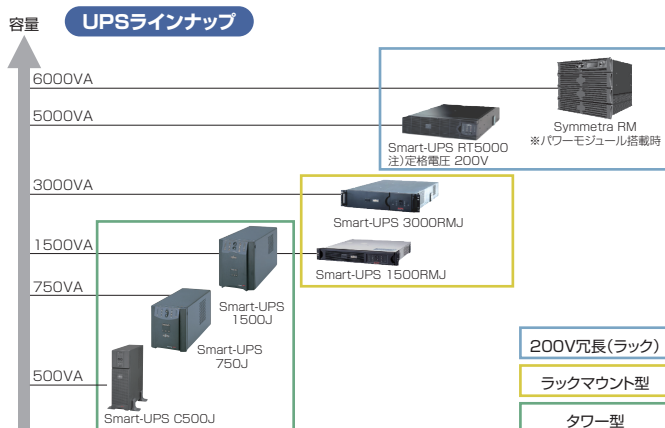 容量
UPSラインナップ
6000VA
5000VA
Symmetra RM
※パワーモジュール搭載時
Smart-UPS RT5000
注)定格電圧 200V
3000VA
Smart-UPS 3000RMJ
1500VA
Smart-UPS 1500RMJ
750VA
Smart-UPS
1500J
Smart-UPS
750J
500VA
Smart-UPS C500J
200V冗長(ラック)
ラックマウント型
タワー型